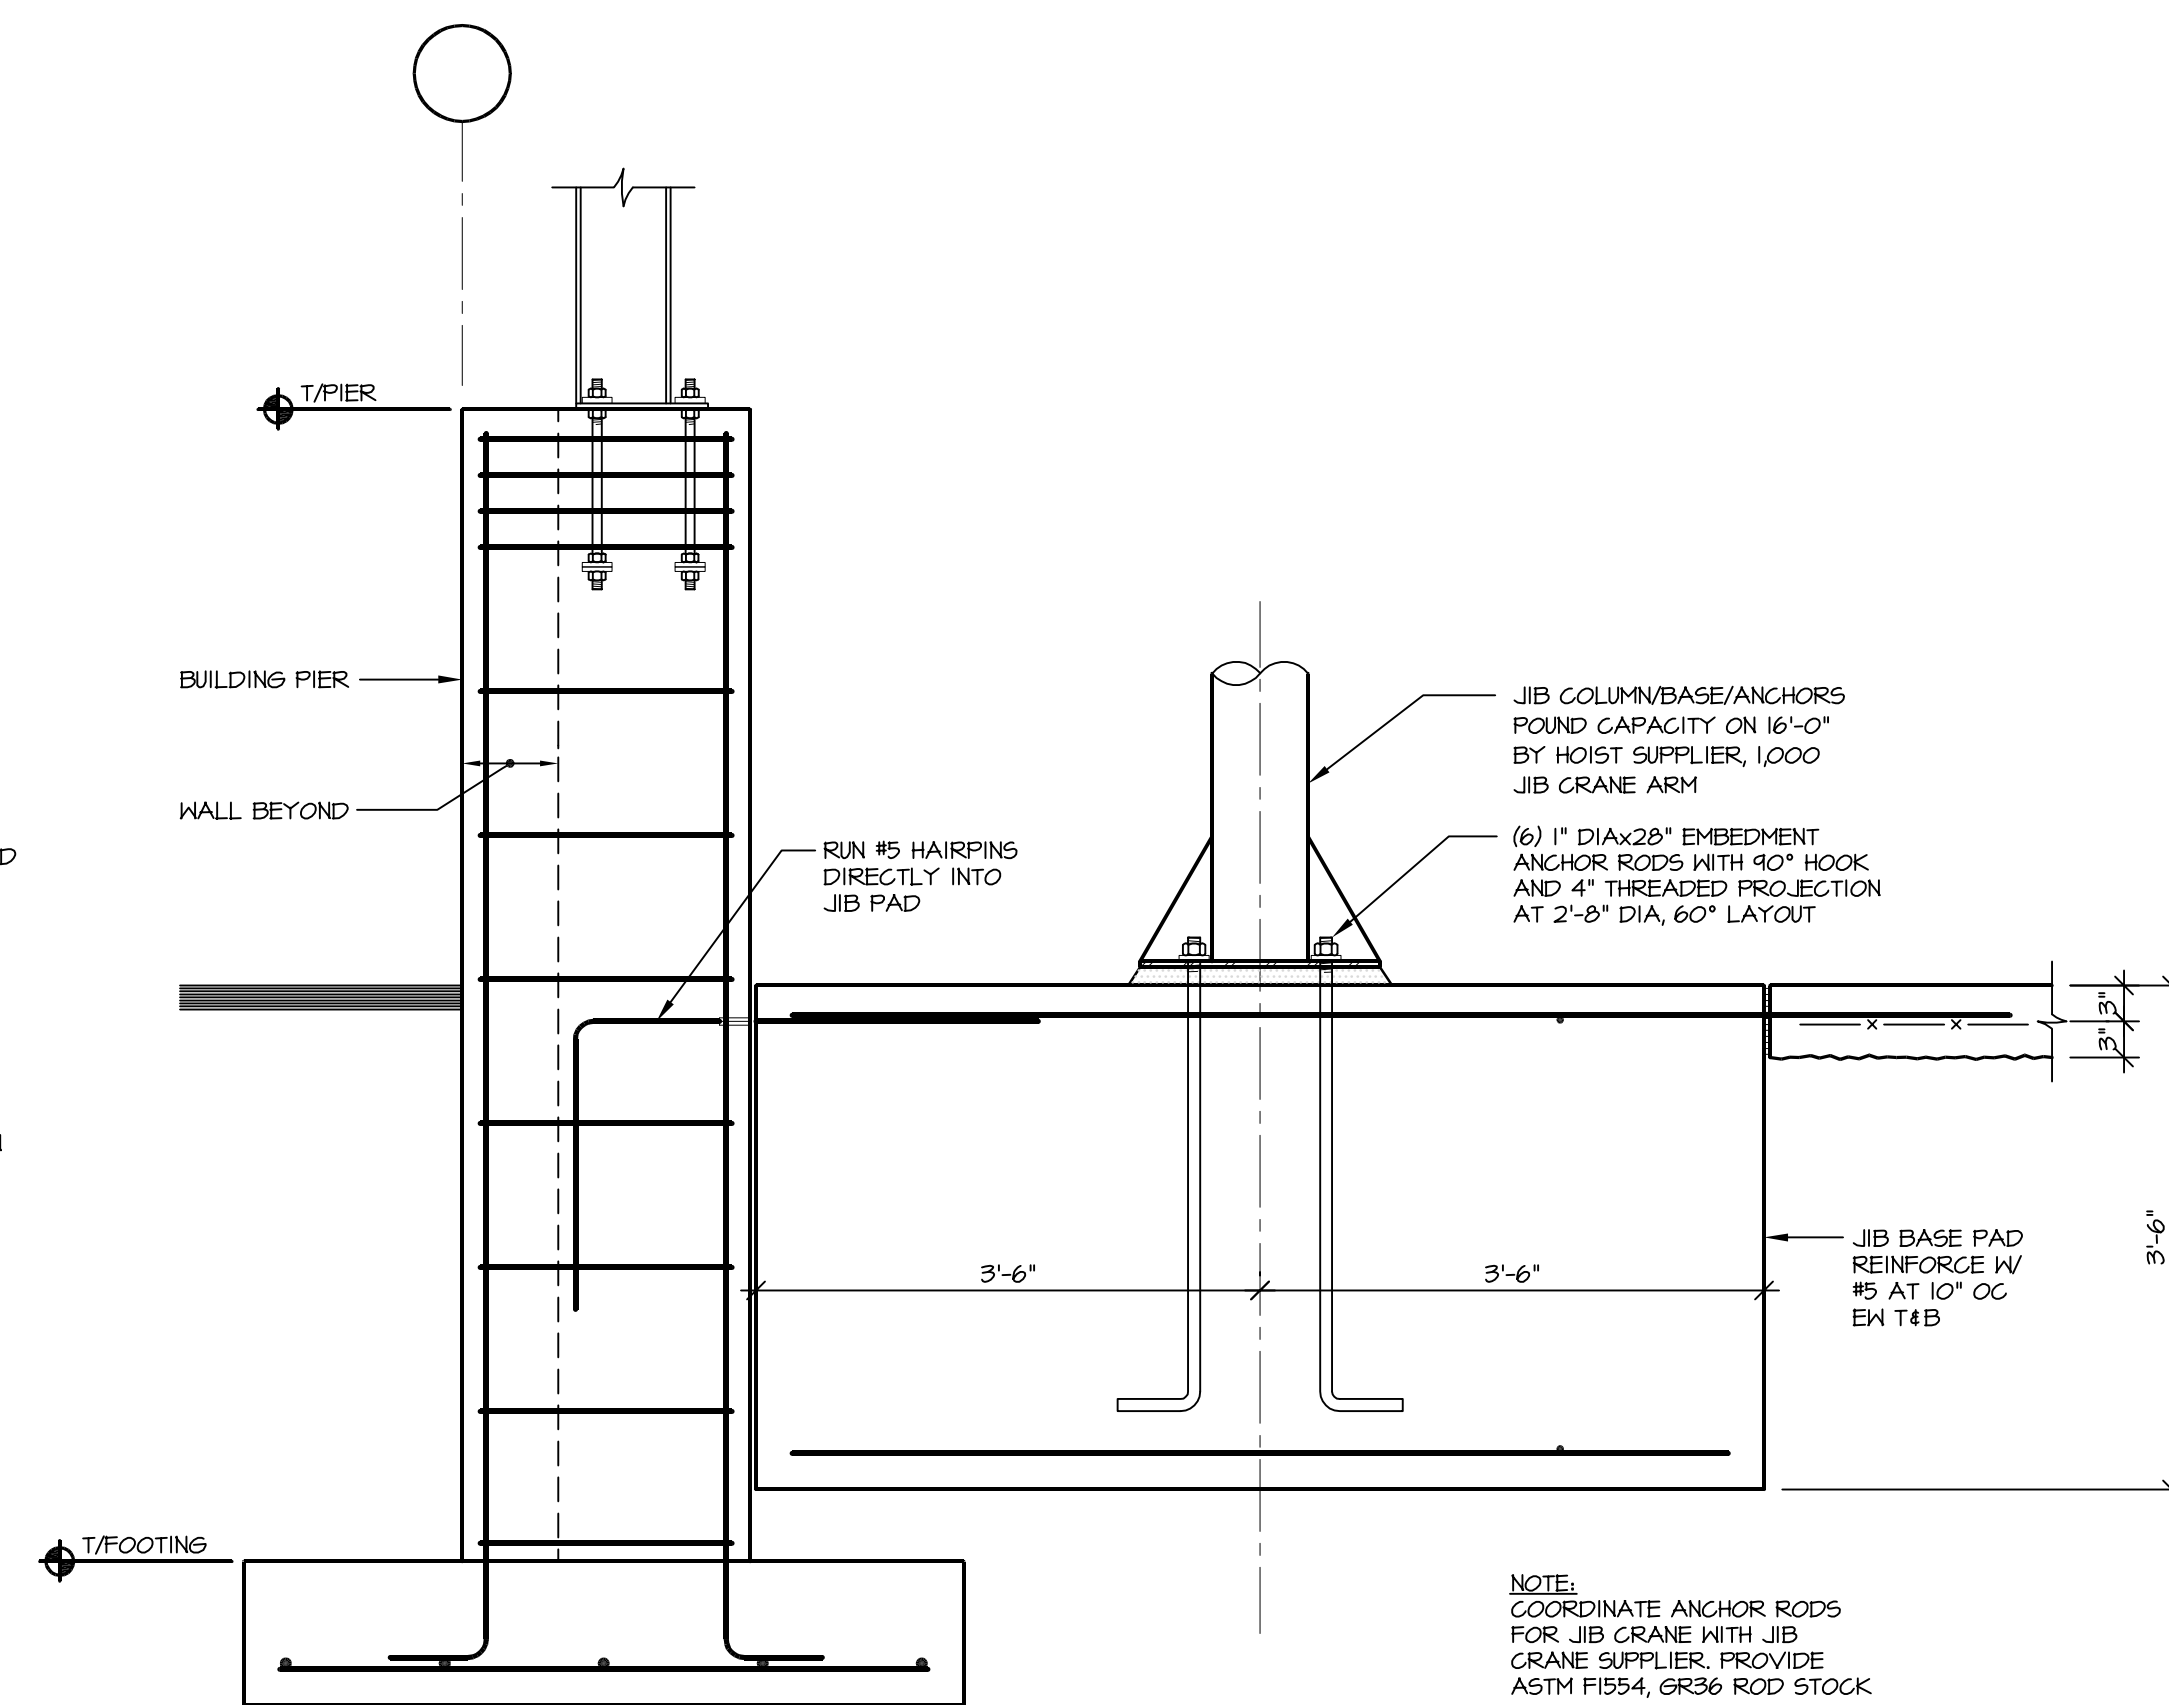 T/PIER
BUILDING PIER
WALL BEYOND
RUN #5 HAIRPINS
DIRECTLY INTO
JIB PAD
JIB COLUMN/BASE/ANCHORS
POUND CAPACITY ON 16'-0"
BY HOIST SUPPLIER, 1,000
JIB CRANE ARM
(6) 1" DIAx28" EMBEDMENT
ANCHOR RODS WITH 90° HOOK
AND 4" THREADED PROJECTION
AT 2'-8" DIA, 60° LAYOUT
3"
3"
3'-6"
3'-6"
3'-6"
JIB BASE PAD
REINFORCE W/
#5 AT 10" OC
EW T&B
T/FOOTING
NOTE:
COORDINATE ANCHOR RODS
FOR JIB CRANE WITH JIB
CRANE SUPPLIER. PROVIDE
ASTM F1554, GR36 ROD STOCK